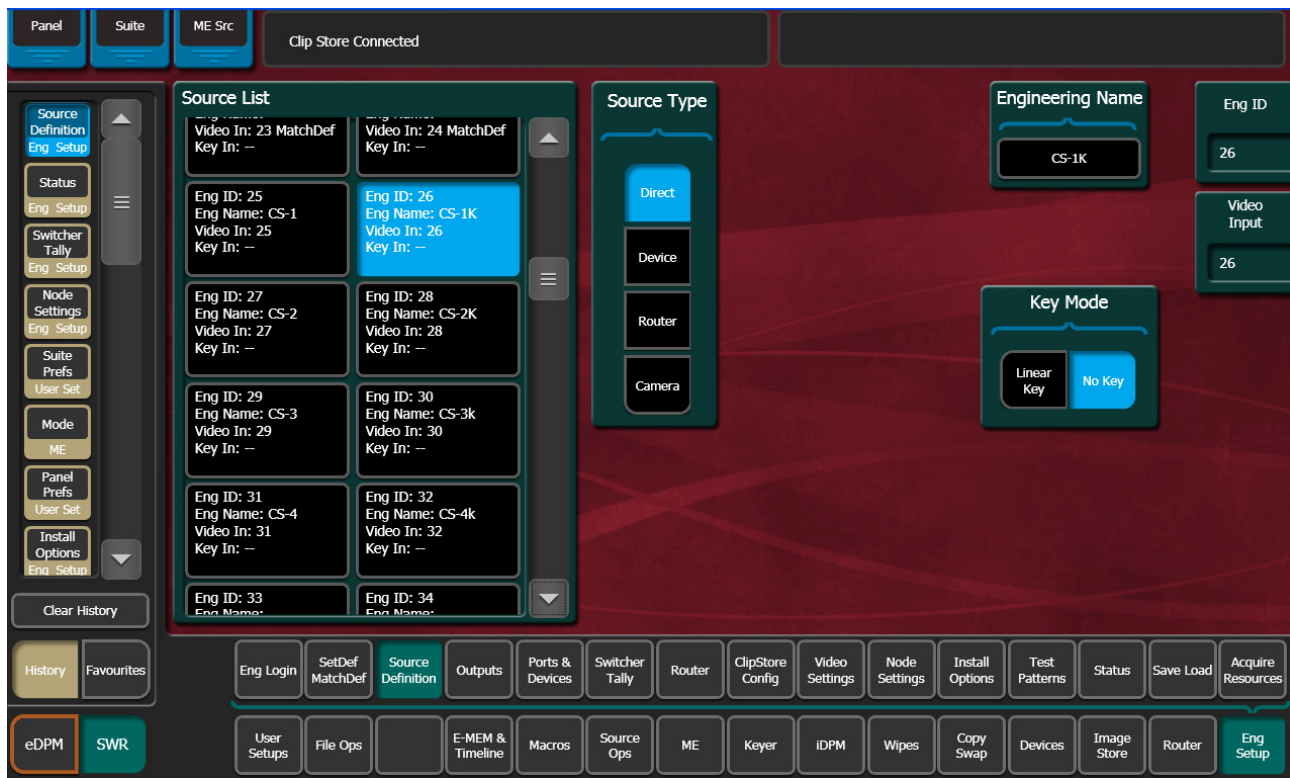 Panel
Suite
ME Src
Clip Store Connected
Source
Definition
Eng Setup
Status
Eng Setup
Switcher
Tally
Eng Setup
Node
Settings
Eng Setup
Suite
Prefs
User Set
Mode
ME
Panel
Prefs
User Set
Install
Options
Eng Setup
Clear History
History
Favourites
eDPM
SWR
Source List
Eng Name:
Video In: 23 MatchDef
Key In: --
Eng Name:
Video In: 24 MatchDef
Key In: --
Eng ID: 25
Eng Name: CS-1
Video In: 25
Key In: --
Eng ID: 26
Eng Name: CS-1K
Video In: 26
Key In: --
Eng ID: 27
Eng Name: CS-2
Video In: 27
Key In: --
Eng ID: 28
Eng Name: CS-2K
Video In: 28
Key In: --
Eng ID: 29
Eng Name: CS-3
Video In: 29
Key In: --
Eng ID: 30
Eng Name: CS-3k
Video In: 30
Key In: --
Eng ID: 31
Eng Name: CS-4
Video In: 31
Key In: --
Eng ID: 32
Eng Name: CS-4k
Video In: 32
Key In: --
Eng ID: 33
Eng Name:
Eng ID: 34
Eng Name:
Source Type
Direct
Device
Router
Camera
Engineering Name
CS-1K
Eng ID
26
Video
Input
26
Key Mode
Linear
Key
No Key
Eng Login
SetDef
MatchDef
Source
Definition
Outputs
Ports &
Devices
Switcher
Tally
Router
ClipStore
Config
Video
Settings
Node
Settings
Install
Options
Test
Patterns
Status
Save Load
Acquire
Resources
User
Setups
File Ops
E-MEM &
Timeline
Macros
Source
Ops
ME
Keyer
iDPM
Wipes
Copy
Swap
Devices
Image
Store
Router
Eng
Setup